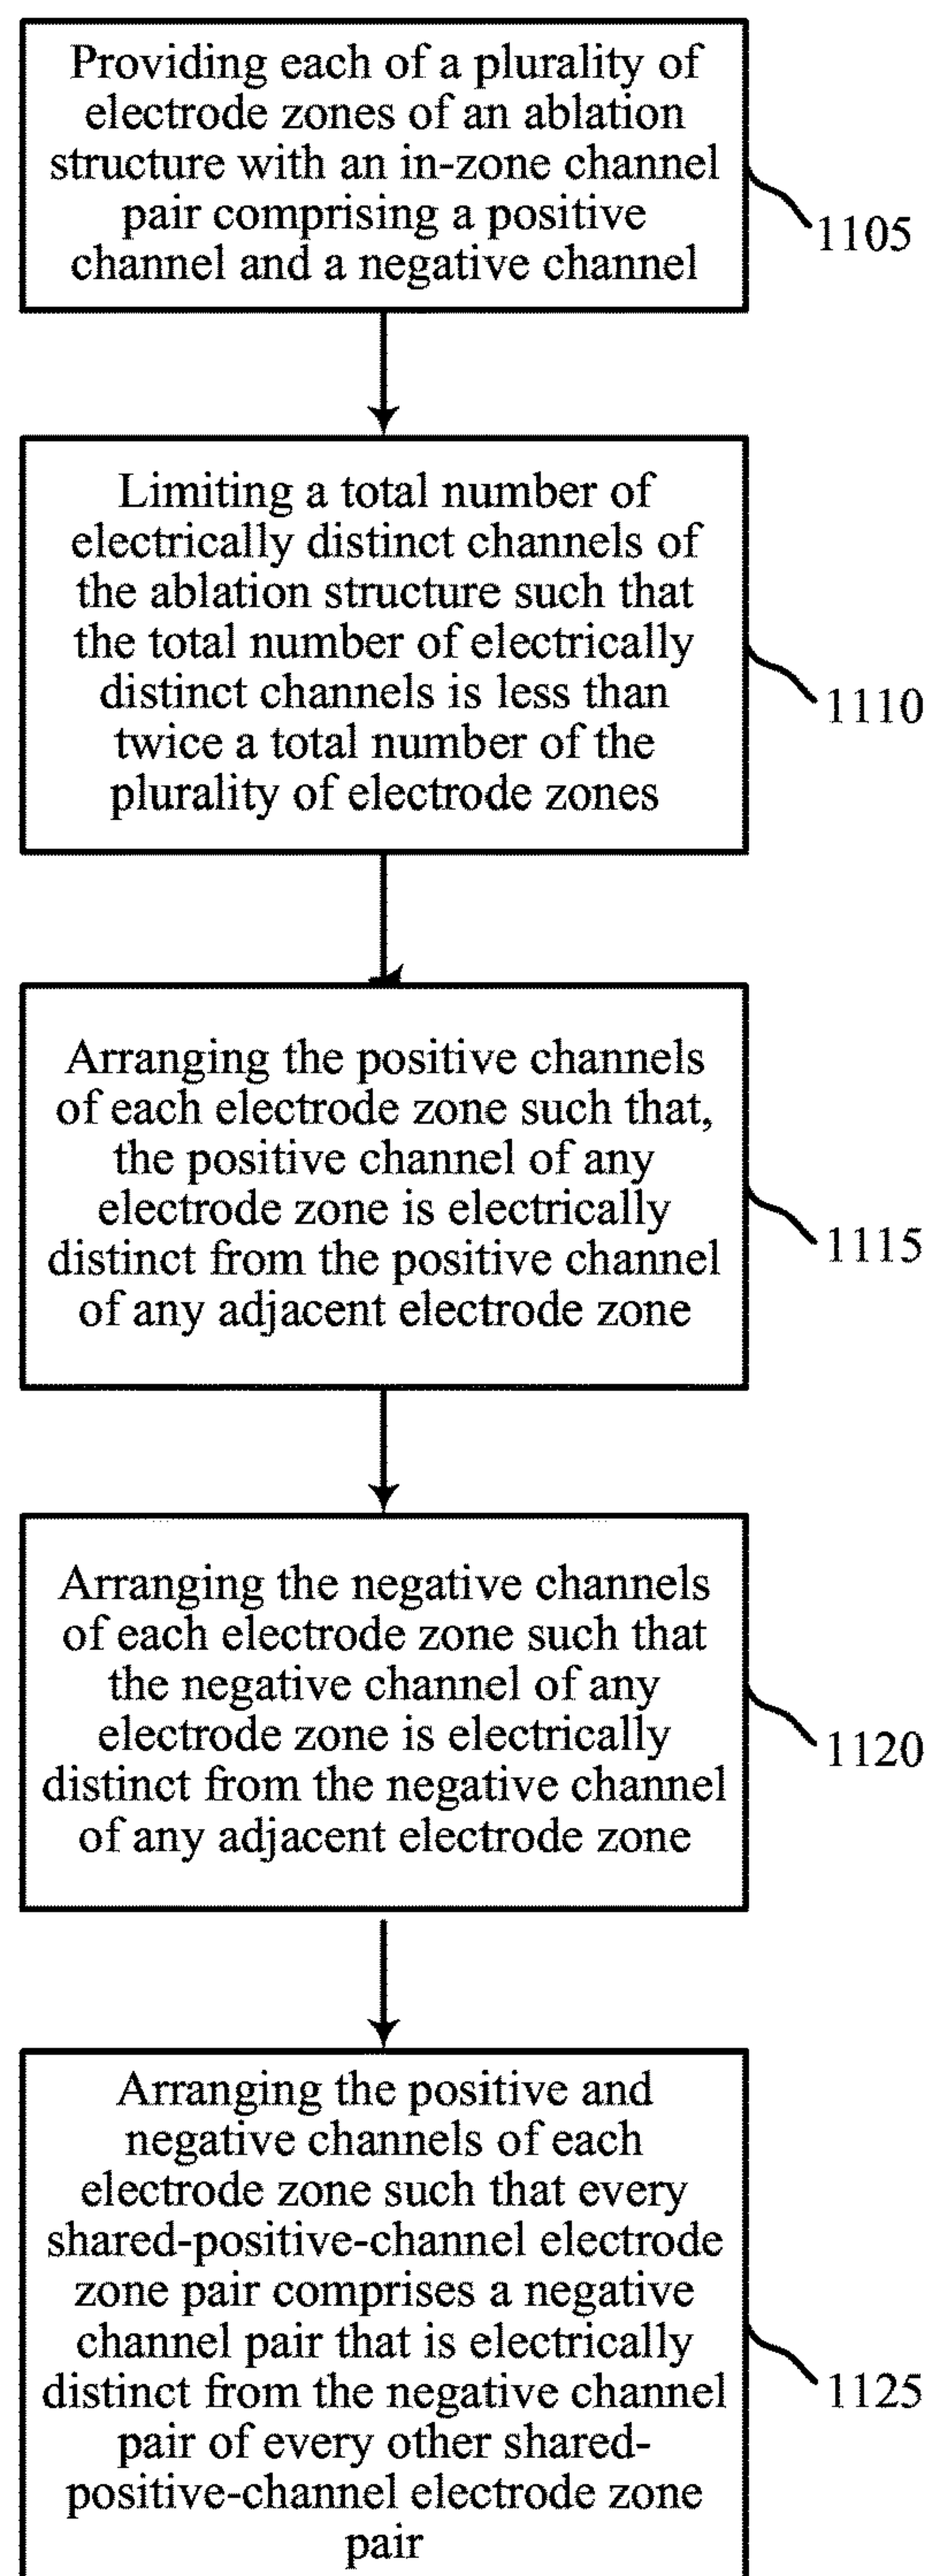 Providing each of a plurality of
electrode zones of an ablation
structure with an in-zone channel
pair comprising a positive
channel and a negative channel
1105
Limiting a total number of
electrically distinct channels of
the ablation structure such that
the total number of electrically
distinct channels is less than
twice a total number of the
plurality of electrode zones
1110
Arranging the positive channels
of each electrode zone such that,
the positive channel of any
electrode zone is electrically
distinct from the positive channel
of any adjacent electrode zone
1115
Arranging the negative channels
of each electrode zone such that
the negative channel of any
electrode zone is electrically
distinct from the negative channel
of any adjacent electrode zone
1120
Arranging the positive and
negative channels of each
electrode zone such that every
shared-positive-channel electrode
zone pair comprises a negative
channel pair that is electrically
distinct from the negative channel
pair of every other shared-
positive-channel electrode zone
pair
1125